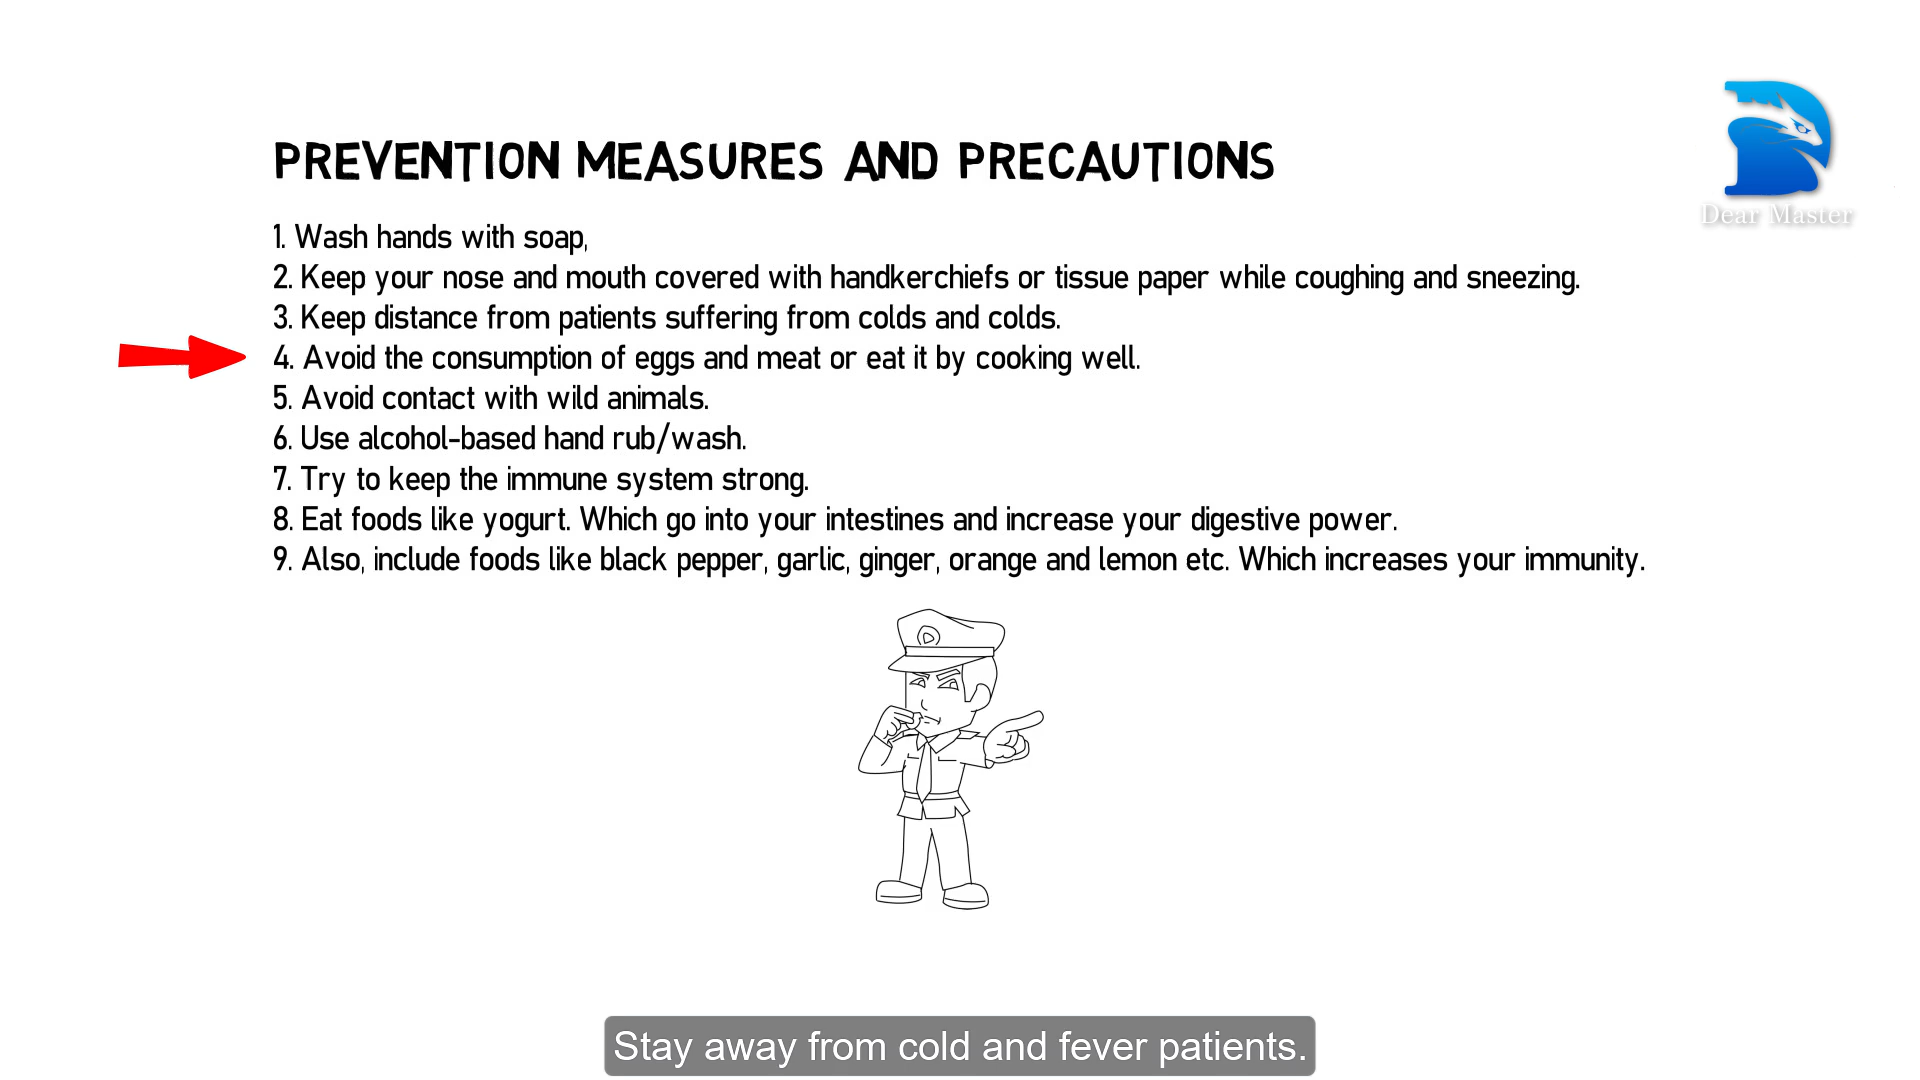 PREVENTION MEASURES AND PRECAUTIONS
Dear Master
1. Wash hands with soap,
2. Keep your nose and mouth covered with handkerchiefs or tissue paper while coughing and sneezing.
3. Keep distance from patients suffering from colds and colds.
4. Avoid the consumption of eggs and meat or eat it by cooking well.
5. Avoid contact with wild animals.
6. Use alcohol-based hand rub/wash.
7. Try to keep the immune system strong.
8. Eat foods like yogurt. Which go into your intestines and increase your digestive power.
9. Also, include foods like black pepper, garlic, ginger, orange and lemon etc. Which increases your immunity.
Stay away from cold and fever patients.